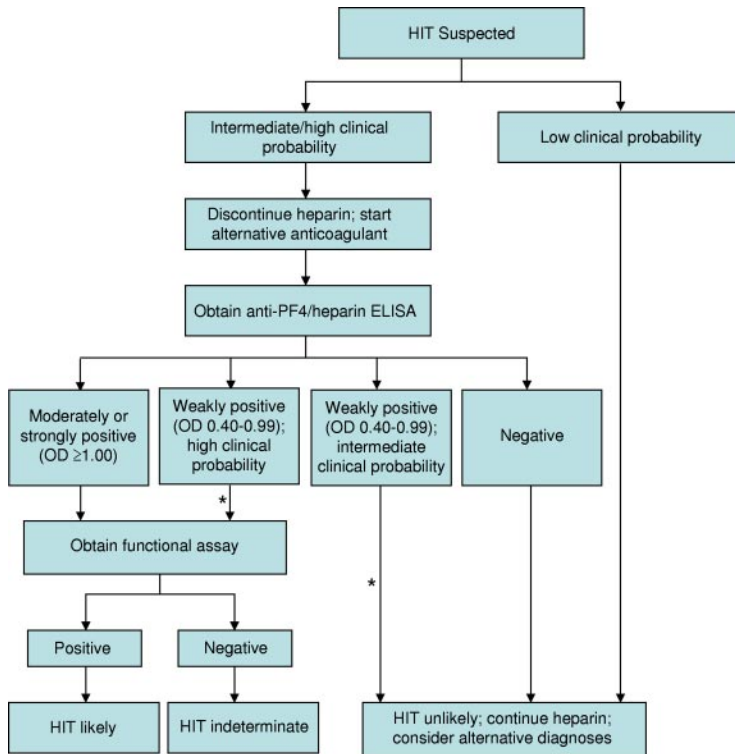 HIT Suspected
Intermediate/high clinical
probability
Low clinical probability
Discontinue heparin; start
alternative anticoagulant
Obtain anti-PF4/heparin ELISA
Moderately or
strongly positive
(OD ≥1.00)
Weakly positive
(OD 0.40-0.99);
high clinical
probability
Weakly positive
(OD 0.40-0.99);
intermediate
clinical probability
Negative
*
Obtain functional assay
*
Positive
Negative
HIT likely
HIT indeterminate
HIT unlikely; continue heparin;
consider alternative diagnoses